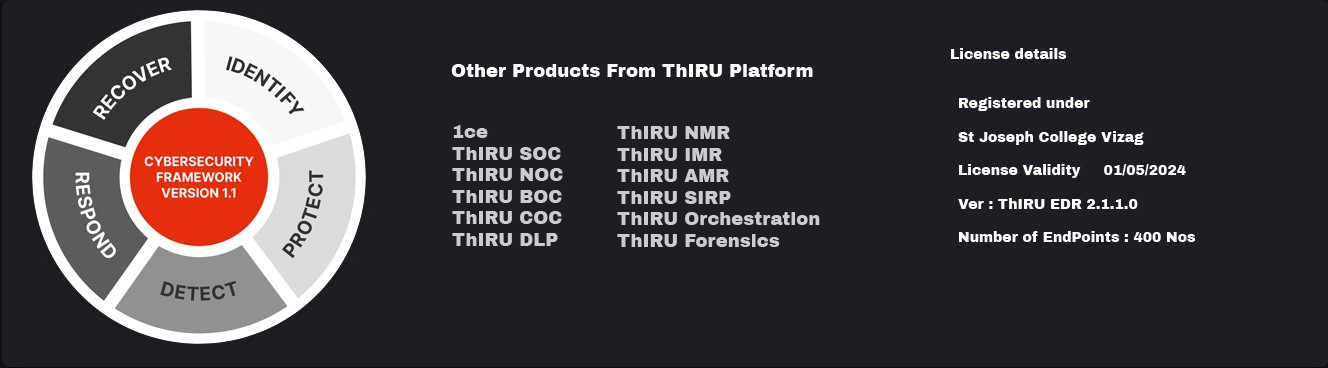 RECOVER
IDENTIFY
PROTECT
DETECT
RESPOND
CYBERSECURITY
FRAMEWORK
VERSION 1.1
Other Products From ThIRU Platform
1ce
ThIRU SOC
ThIRU NOC
ThIRU BOC
ThIRU COC
ThIRU DLP
ThIRU NMR
ThIRU IMR
ThIRU AMR
ThIRU SIRP
ThIRU Orchestration
ThIRU Forensics
License details
Registered under
St Joseph College Vizag
License Validity 01/05/2024
Ver : ThIRU EDR 2.1.1.0
Number of EndPoints : 400 Nos